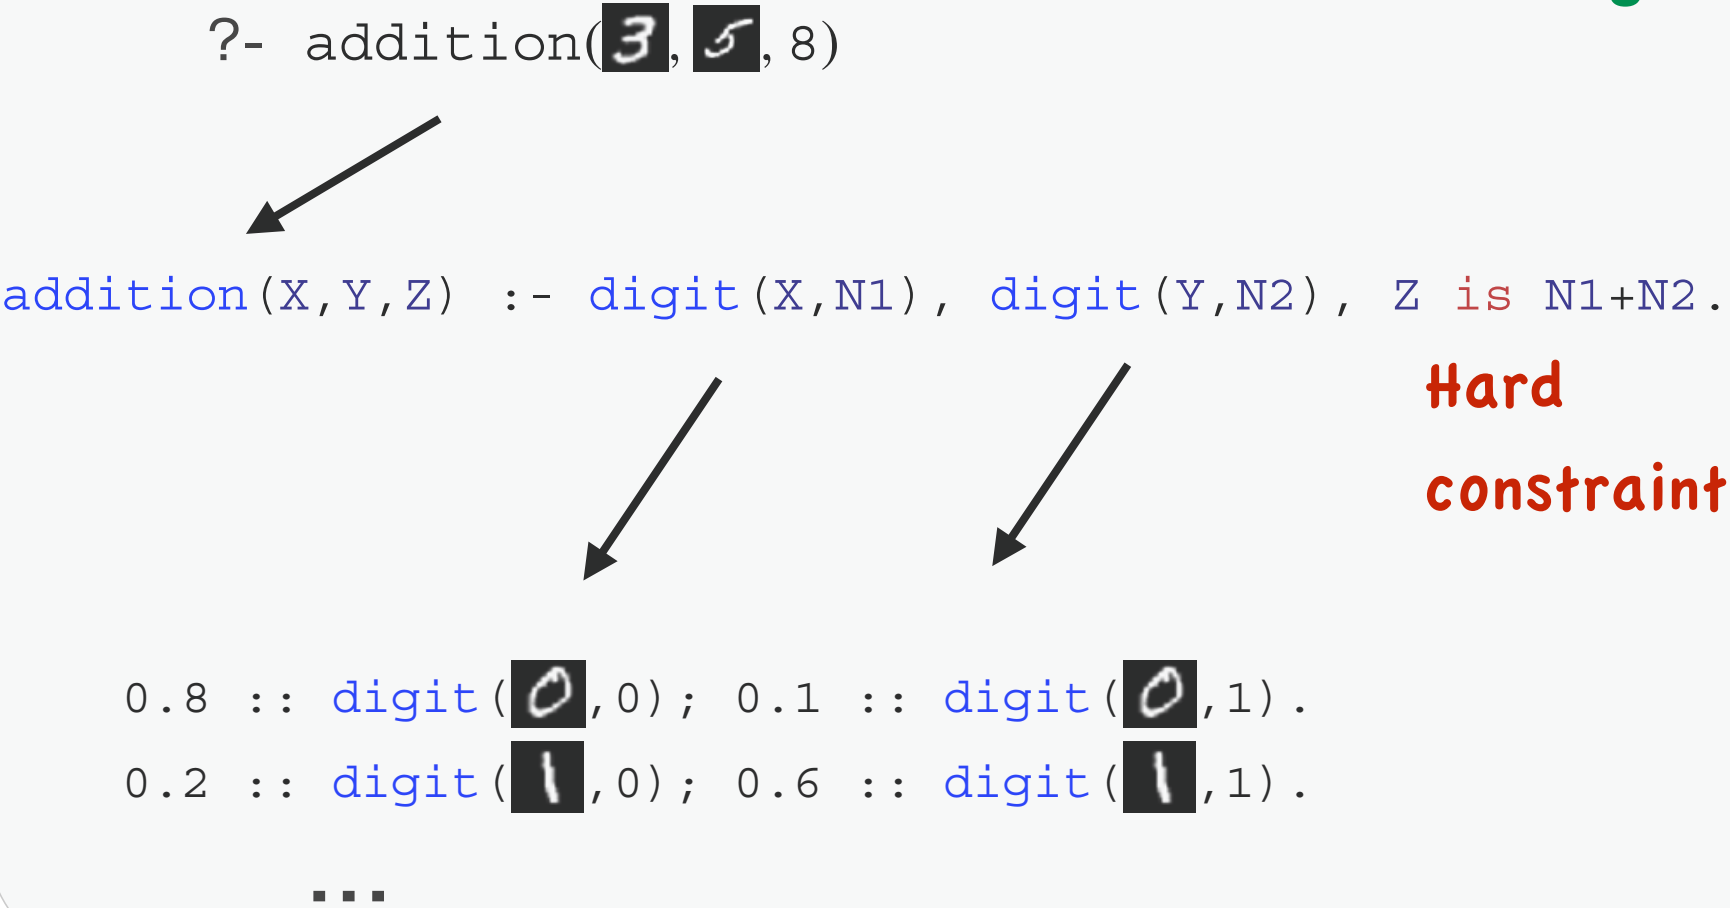 ?- addition(3, 5, 8)
addition(X,Y,Z) :- digit(X,N1), digit(Y,N2), Z is N1+N2.
Hard
constraint
0.8 :: digit(0,0); 0.1 :: digit(0,1).
0.2 :: digit(1,0); 0.6 :: digit(1,1).
...